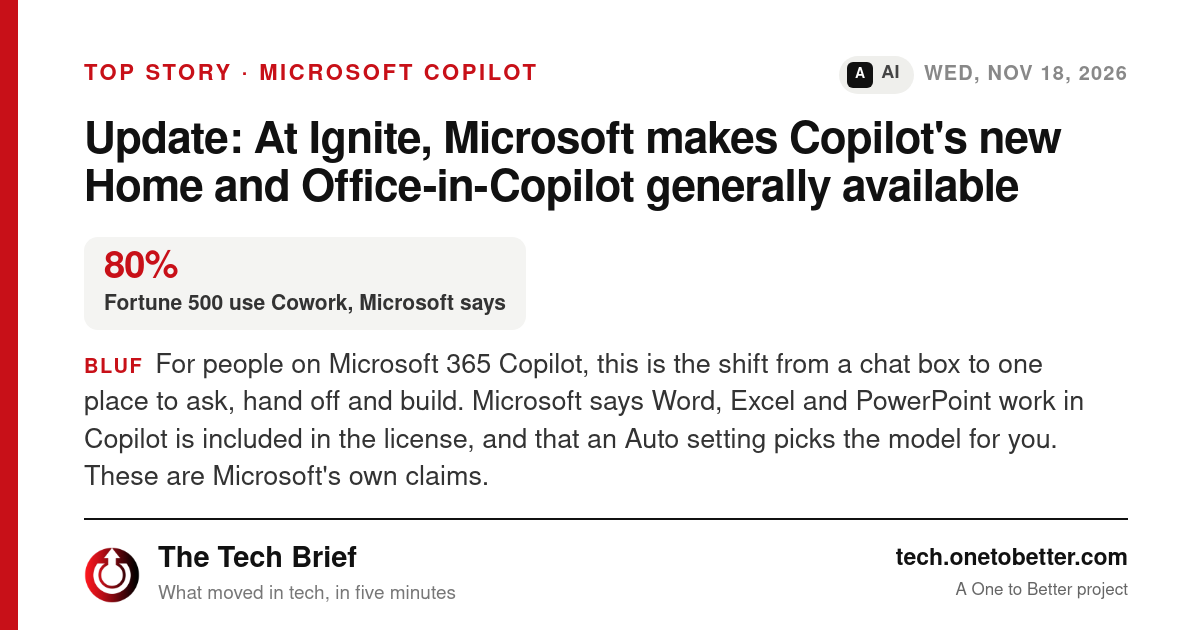 TOP STORY · MICROSOFT COPILOT
A AI WED, NOV 18, 2026
Update: At Ignite, Microsoft makes Copilot's new
Home and Office-in-Copilot generally available
80%
Fortune 500 use Cowork, Microsoft says
BLUF For people on Microsoft 365 Copilot, this is the shift from a chat box to one
place to ask, hand off and build. Microsoft says Word, Excel and PowerPoint work in
Copilot is included in the license, and that an Auto setting picks the model for you.
These are Microsoft's own claims.
The Tech Brief
What moved in tech, in five minutes
tech.onetobetter.com
A One to Better project